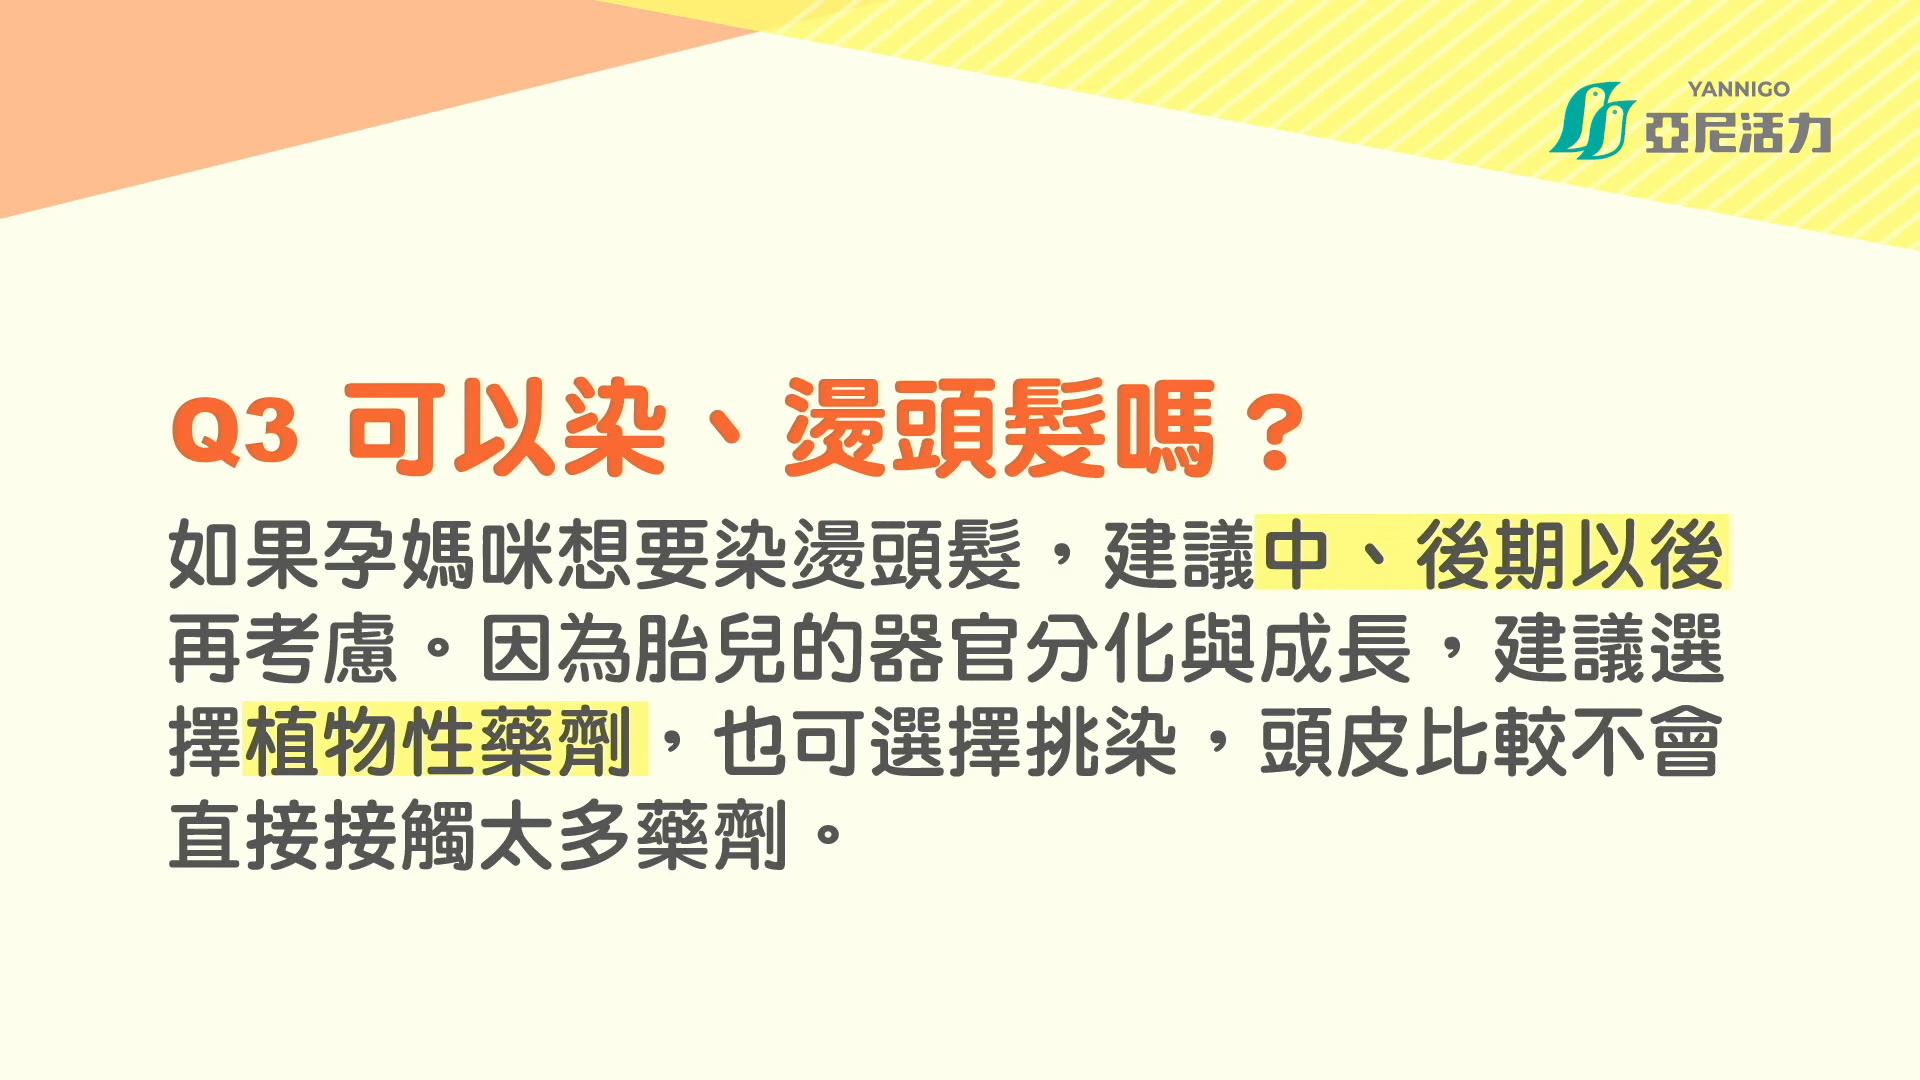 YANNIGO
亞尼活力
Q3 可以染、燙頭髮嗎？
如果孕媽咪想要染燙頭髮，建議中、後期以後
再考慮。因為胎兒的器官分化與成長，建議選
擇植物性藥劑，也可選擇挑染，頭皮比較不會
直接接觸太多藥劑。